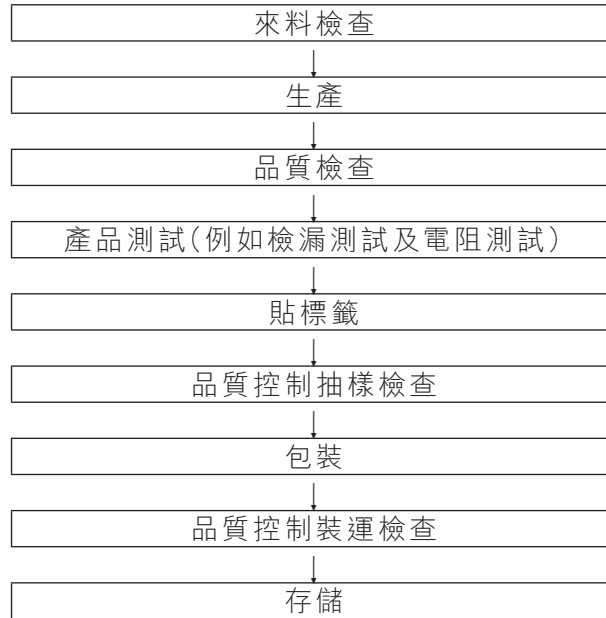 來料檢查
生產
品質檢查
產品測試(例如檢漏測試及電阻測試)
貼標籤
品質控制抽樣檢查
包裝
品質控制裝運檢查
存儲